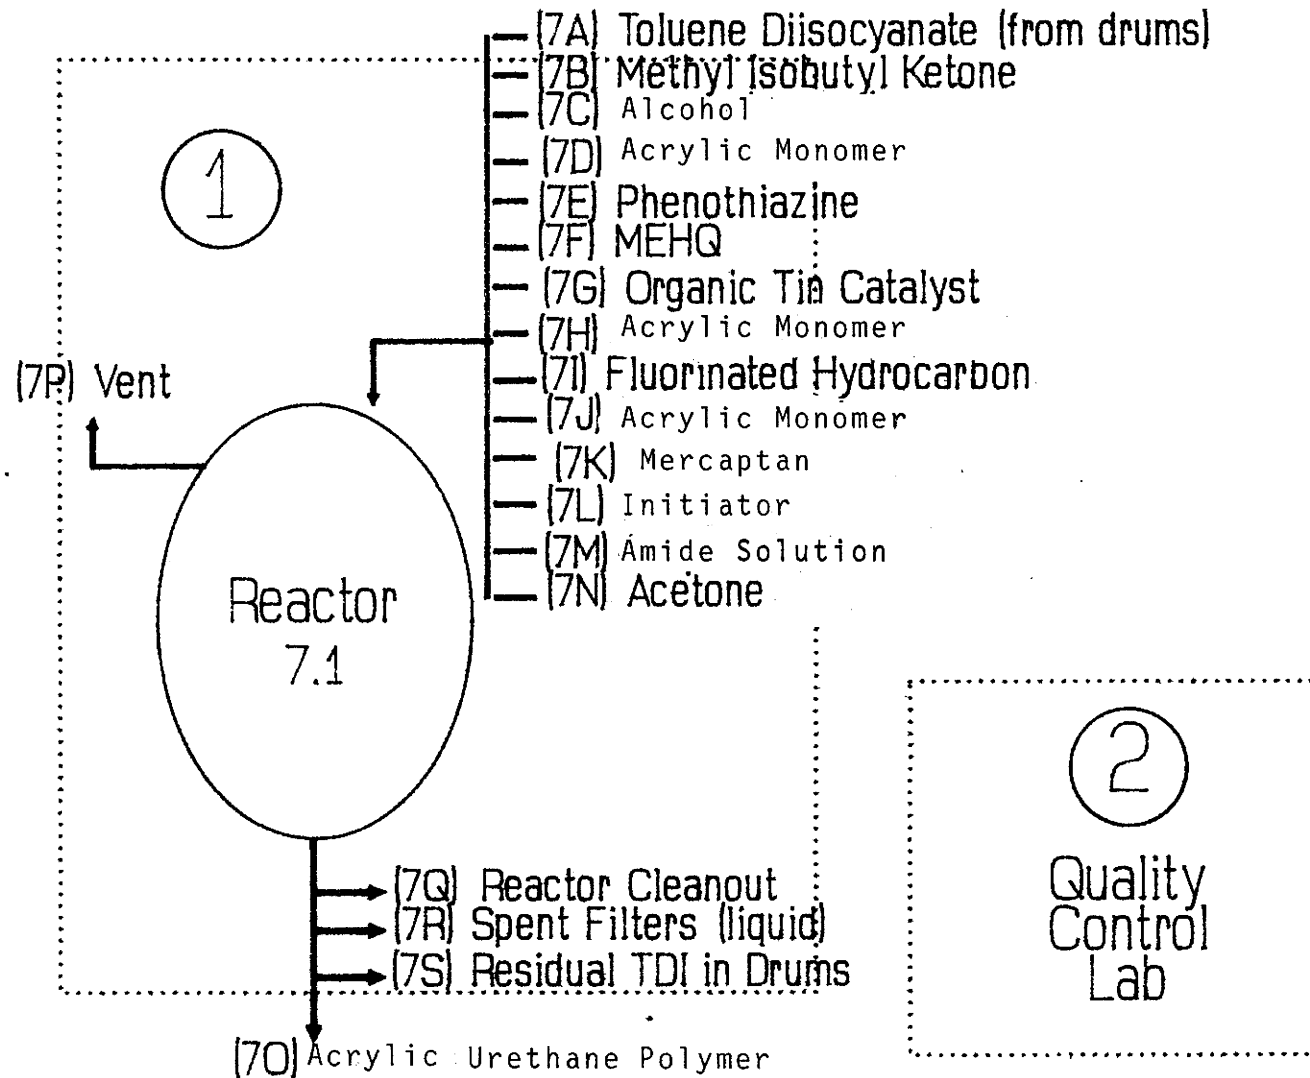 (7A) Toluene Diisocyanate (from drums)
(7B) Methyl Isobutyl Ketone
(7C) Alcohol
(7D) Acrylic Monomer
1
(7E) Phenothiazine
(7F) MEHQ
(7G) Organic Tin Catalyst
(7H) Acrylic Monomer
(7P) Vent
(7I) Fluorinated Hydrocarbon
(7J) Acrylic Monomer
(7K) Mercaptan
(7L) Initiator
(7M) Amide Solution
(7N) Acetone
Reactor
7.1
2
Quality
Control
Lab
(7Q) Reactor Cleanout
(7R) Spent Filters (liquid)
(7S) Residual TDI in Drums
(7O) Acrylic Urethane Polymer